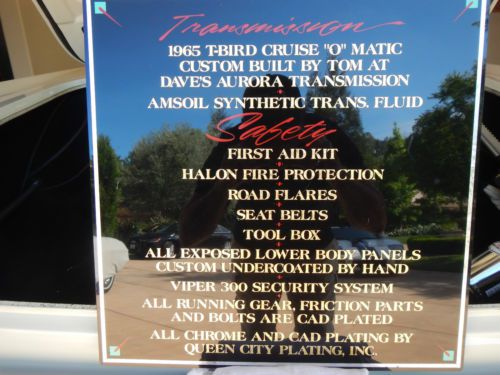 Transmission
1965 T-BIRD CRUISE "O" MATIC
CUSTOM BUILT BY TOM AT
DAVE'S AURORA TRANSMISSION
AMSOIL SYNTHETIC TRANS. FLUID
Safety
FIRST AID KIT
HALON FIRE PROTECTION
ROAD FLARES
SEAT BELTS
TOOL BOX
ALL EXPOSED LOWER BODY PANELS
CUSTOM UNDERCOATED BY HAND
VIPER 300 SECURITY SYSTEM
ALL RUNNING GEAR, FRICTION PARTS
AND BOLTS ARE CAD PLATED
ALL CHROME AND CAD PLATING BY
QUEEN CITY PLATING, INC.